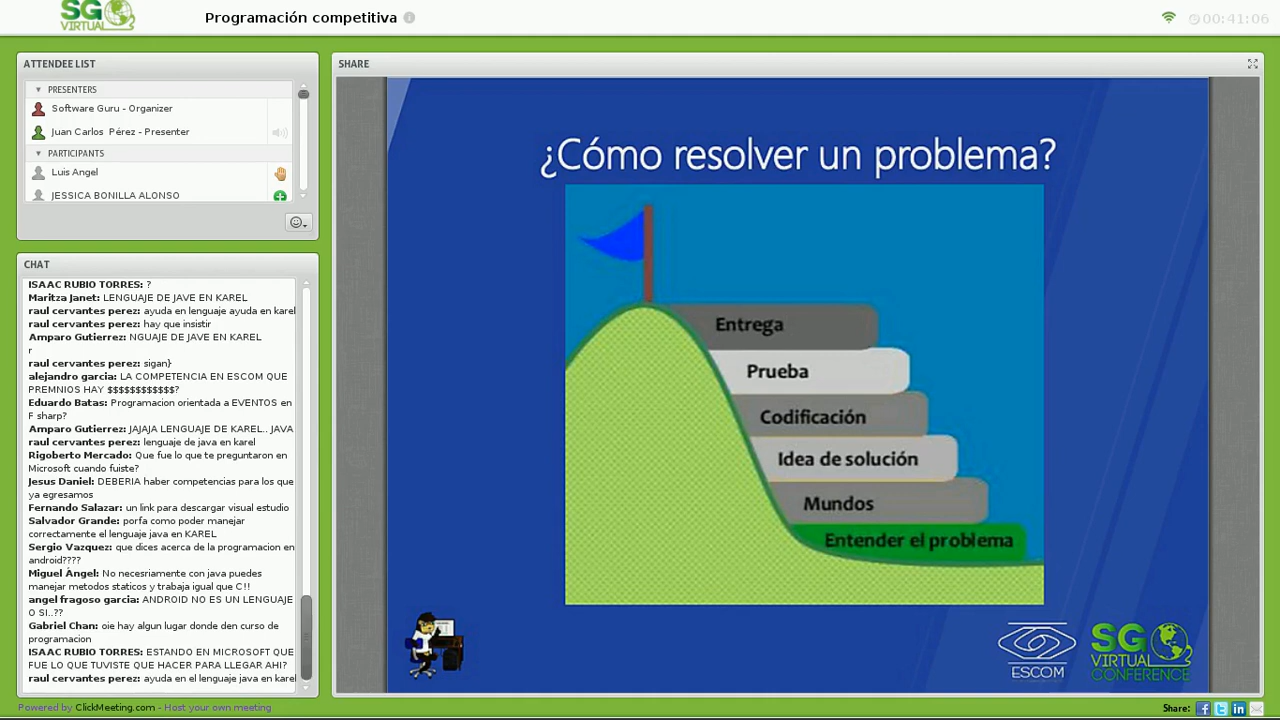 SG
VIRTUAL
Programación competitiva
00:41:06
ATTENDEE LIST
PRESENTERS
Software Guru - Organizer
Juan Carlos Pérez - Presenter
PARTICIPANTS
Luis Angel
JESSICA BONILLA ALONSO
CHAT
ISAAC RUBIO TORRES: ?
Maritza Janet: LENGUAJE DE JAVE EN KAREL
raul cervantes perez: ayuda en lenguaje ayuda en karel
raul cervantes perez: hay que insistir
Amparo Gutierrez: NGUAJE DE JAVE EN KAREL
r
raul cervantes perez: sigan}
alejandro garcia: LA COMPETENCIA EN ESCOM QUE
PREMNIOS HAY $$$$$$$$$$$$?
Eduardo Batas: Programacion orientada a EVENTOS en
F sharp?
Amparo Gutierrez: JAJAJA LENGUAJE DE KAREL.. JAVA
raul cervantes perez: lenguaje de java en karel
Rigoberto Mercado: Que fue lo que te preguntaron en
Microsoft cuando fuiste?
Jesus Daniel: DEBERIA haber competencias para los que
ya egresamos
Fernando Salazar: un link para descargar visual estudio
Salvador Grande: porfa como poder manejar
correctamente el lenguaje java en KAREL
Sergio Vazquez: que dices acerca de la programacion en
android????
Miguel Ângel: No necesriamente con java puedes
manejar metodos staticos y trabaja igual que C!!
angel fragoso garcia: ANDROID NO ES UN LENGUAJE
O SI..??
Gabriel Chan: oie hay algun lugar donde den curso de
programacion
ISAAC RUBIO TORRES: ESTANDO EN MICROSOFT QUE
FUE LO QUE TUVISTE QUE HACER PARA LLEGAR AHI?
raul cervantes perez: ayuda en el lenguaje java en karel
SHARE
¿Cómo resolver un problema?
Entrega
Prueba
Codificación
Idea de solución
Mundos
Entender el problema
ESCOM
SG
VIRTUAL
CONFERENCE
Powered by ClickMeeting.com - Host your own meeting
Share: